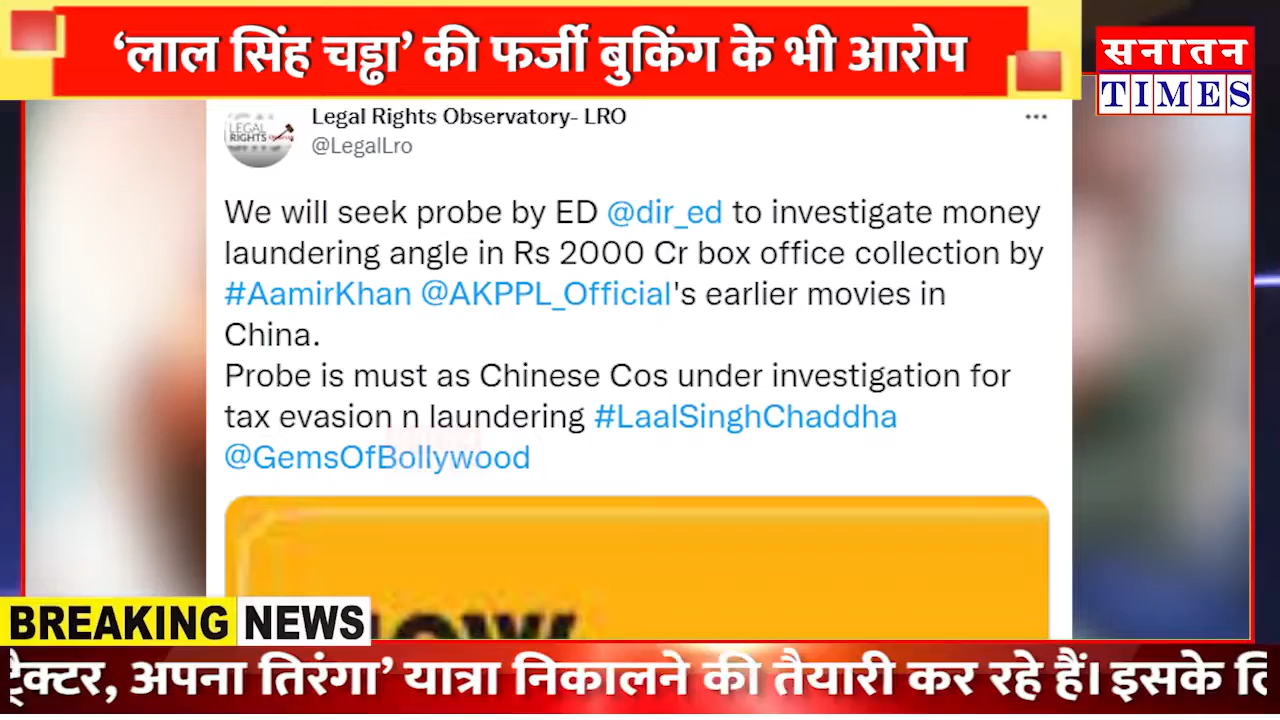 ‘लाल सिंह चड्ढा’ की फर्जी बुकिंग के भी आरोप
सनातन
TIMES
Legal Rights Observatory- LRO
@LegalLro
We will seek probe by ED @dir_ed to investigate money
laundering angle in Rs 2000 Cr box office collection by
#AamirKhan @AKPPL_Official's earlier movies in
China.
Probe is must as Chinese Cos under investigation for
tax evasion n laundering #LaalSinghChaddha
@GemsOfBollywood
BREAKING NEWS
अपना तिरंगा’ यात्रा निकालने की तैयारी कर रहे हैं। इसके